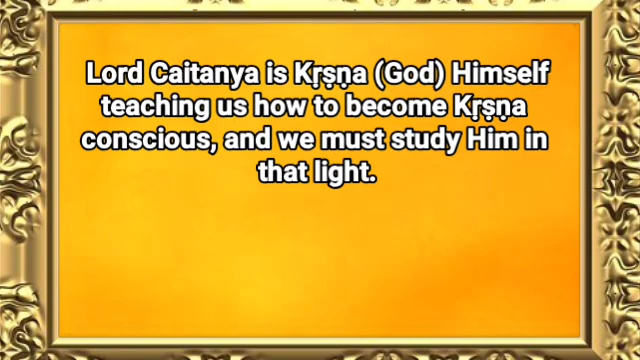 Lord Caitanya is Kṛṣṇa (God) Himself
teaching us how to become Kṛṣṇa
conscious, and we must study Him in
that light.